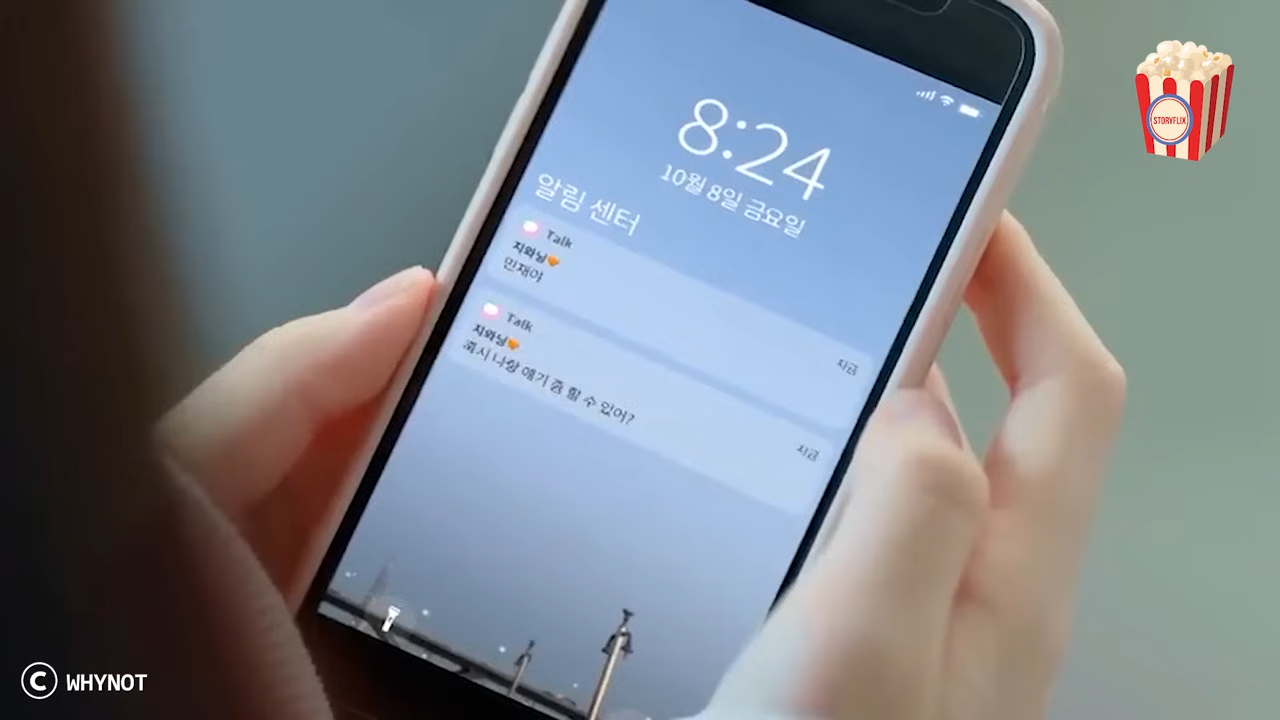 8:24
10월 8일 금요일
알림 센터
Talk
지와닝🧡
민재야
지금
Talk
지와닝🧡
혹시 나랑 얘기 좀 할 수 있어?
지금
STORYFLIX
C WHYNOT